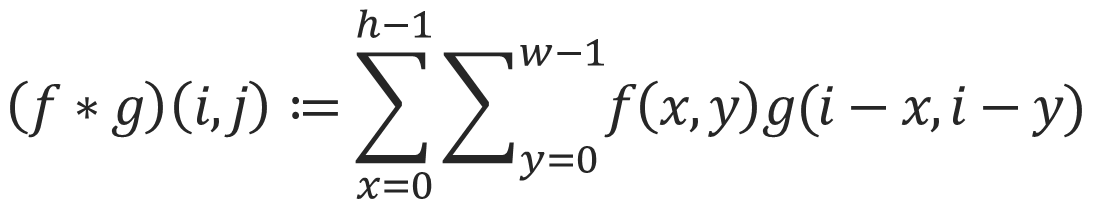 (f ∗ g)(i, j) ≔ ∑_{x=0}^{h−1} ∑_{y=0}^{w−1} f(x, y)g(i − x, i − y)